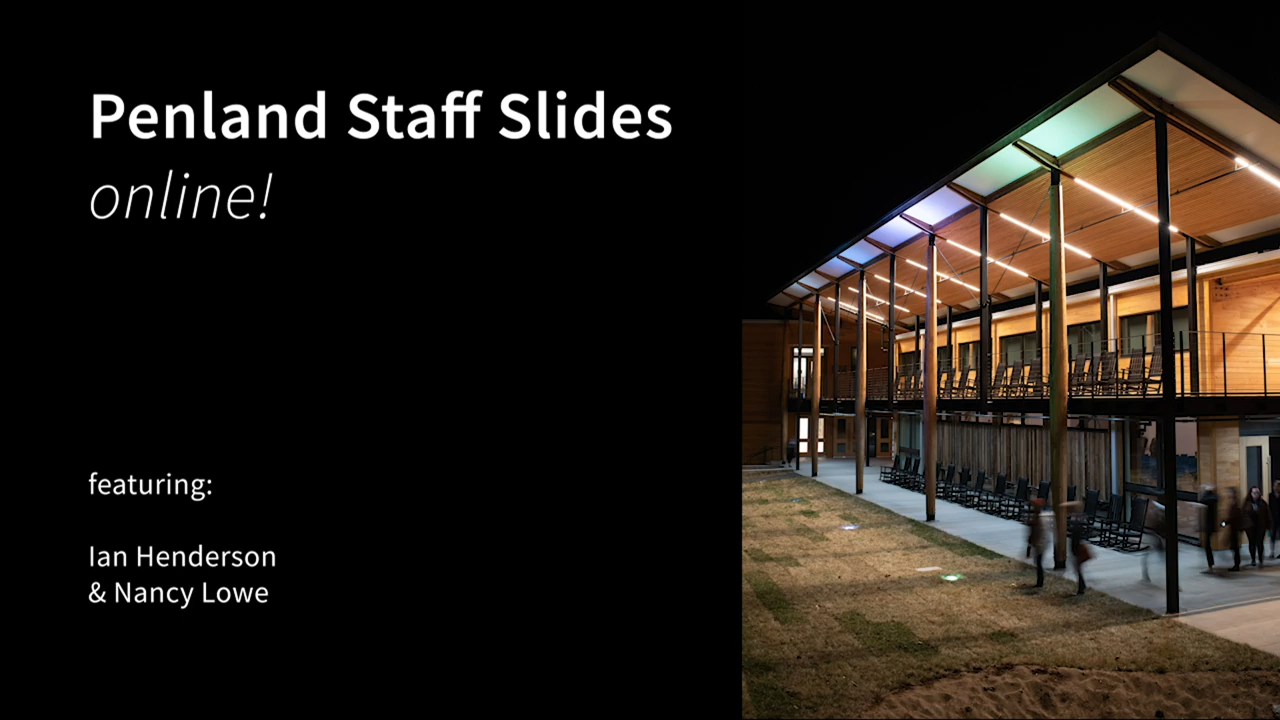 Penland Staff Slides
online!
featuring:
Ian Henderson
& Nancy Lowe